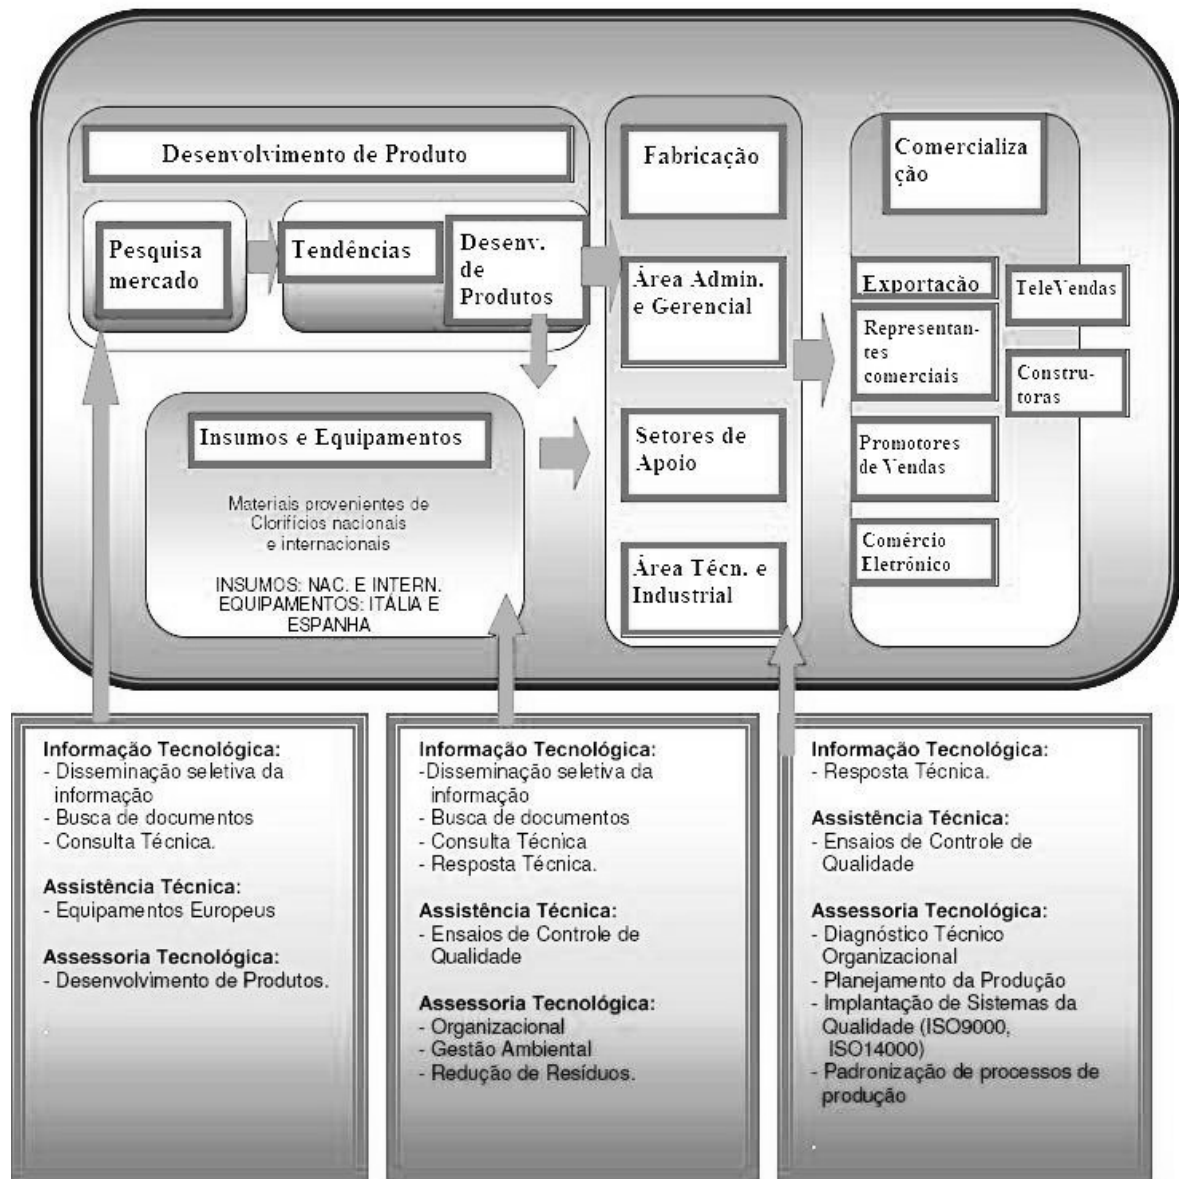 Desenvolvimento de Produto
Pesquisa
mercado
Tendências
Desenv.
de
Produtos
Insumos e Equipamentos
Materiais provenientes de
Clorifícios nacionais
e internacionais
INSUMOS: NAC. E INTERN.
EQUIPAMENTOS: ITÁLIA E
ESPANHA
Fabricação
Área Admin.
e Gerencial
Setores de
Apoio
Área Técn. e
Industrial
Comercializa
ção
Exportação
Representan-
tes
comerciais
Promotores
de Vendas
Comércio
Eletrônico
TeleVendas
Constru-
toras
Informação Tecnológica:
- Disseminação seletiva da
informação
- Busca de documentos
- Consulta Técnica.
Assistência Técnica:
- Equipamentos Europeus
Assessoria Tecnológica:
- Desenvolvimento de Produtos.
Informação Tecnológica:
-Disseminação seletiva da
informação
- Busca de documentos
- Consulta Técnica
- Resposta Técnica.
Assistência Técnica:
- Ensaios de Controle de
Qualidade
Assessoria Tecnológica:
- Organizacional
- Gestão Ambiental
- Redução de Resíduos.
Informação Tecnológica:
- Resposta Técnica.
Assistência Técnica:
- Ensaios de Controle de
Qualidade
Assessoria Tecnológica:
- Diagnóstico Técnico
Organizacional
- Planejamento da Produção
- Implantação de Sistemas da
Qualidade (ISO9000,
ISO14000)
- Padronização de processos de
produção